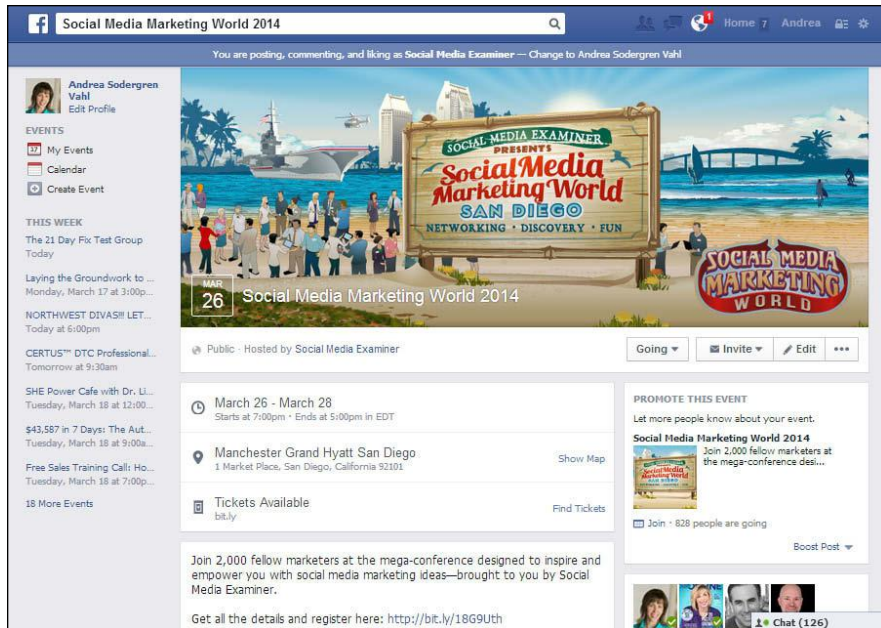 Social Media Marketing World 2014
1
Home 7
Andrea
You are posting, commenting, and liking as Social Media Examiner — Change to Andrea Sodergren Vahl
Andrea Sodergren
Vahl
Edit Profile
EVENTS
17 My Events
Calendar
Create Event
THIS WEEK
The 21 Day Fix Test Group
Today
Laying the Groundwork to ...
Monday, March 17 at 3:00p...
NORTHWEST DIVAS!!! LET...
Today at 6:00pm
CERTUS™ DTC Professional...
Tomorrow at 9:30am
SHE Power Cafe with Dr. Li...
Tuesday, March 18 at 12:00...
$43,587 in 7 Days: The Aut...
Tuesday, March 18 at 9:00a...
Free Sales Training Call: Ho...
Tuesday, March 18 at 7:00p...
18 More Events
SOCIAL MEDIA EXAMINER
PRESENTS
Social Media
Marketing World
SAN DIEGO
NETWORKING • DISCOVERY • FUN
SOCIAL MEDIA
MARKETING
WORLD
MAR
26
Social Media Marketing World 2014
Public · Hosted by Social Media Examiner
Going
Invite
Edit
March 26 - March 28
Starts at 7:00pm · Ends at 5:00pm in EDT
Manchester Grand Hyatt San Diego
1 Market Place, San Diego, California 92101
Show Map
Tickets Available
bit.ly
Find Tickets
Join 2,000 fellow marketers at the mega-conference designed to inspire and
empower you with social media marketing ideas—brought to you by Social
Media Examiner.
Get all the details and register here: http://bit.ly/18G9Uth
PROMOTE THIS EVENT
Let more people know about your event.
Social Media Marketing World 2014
Join 2,000 fellow marketers at
the mega-conference desi...
Join · 828 people are going
Boost Post
Chat (126)